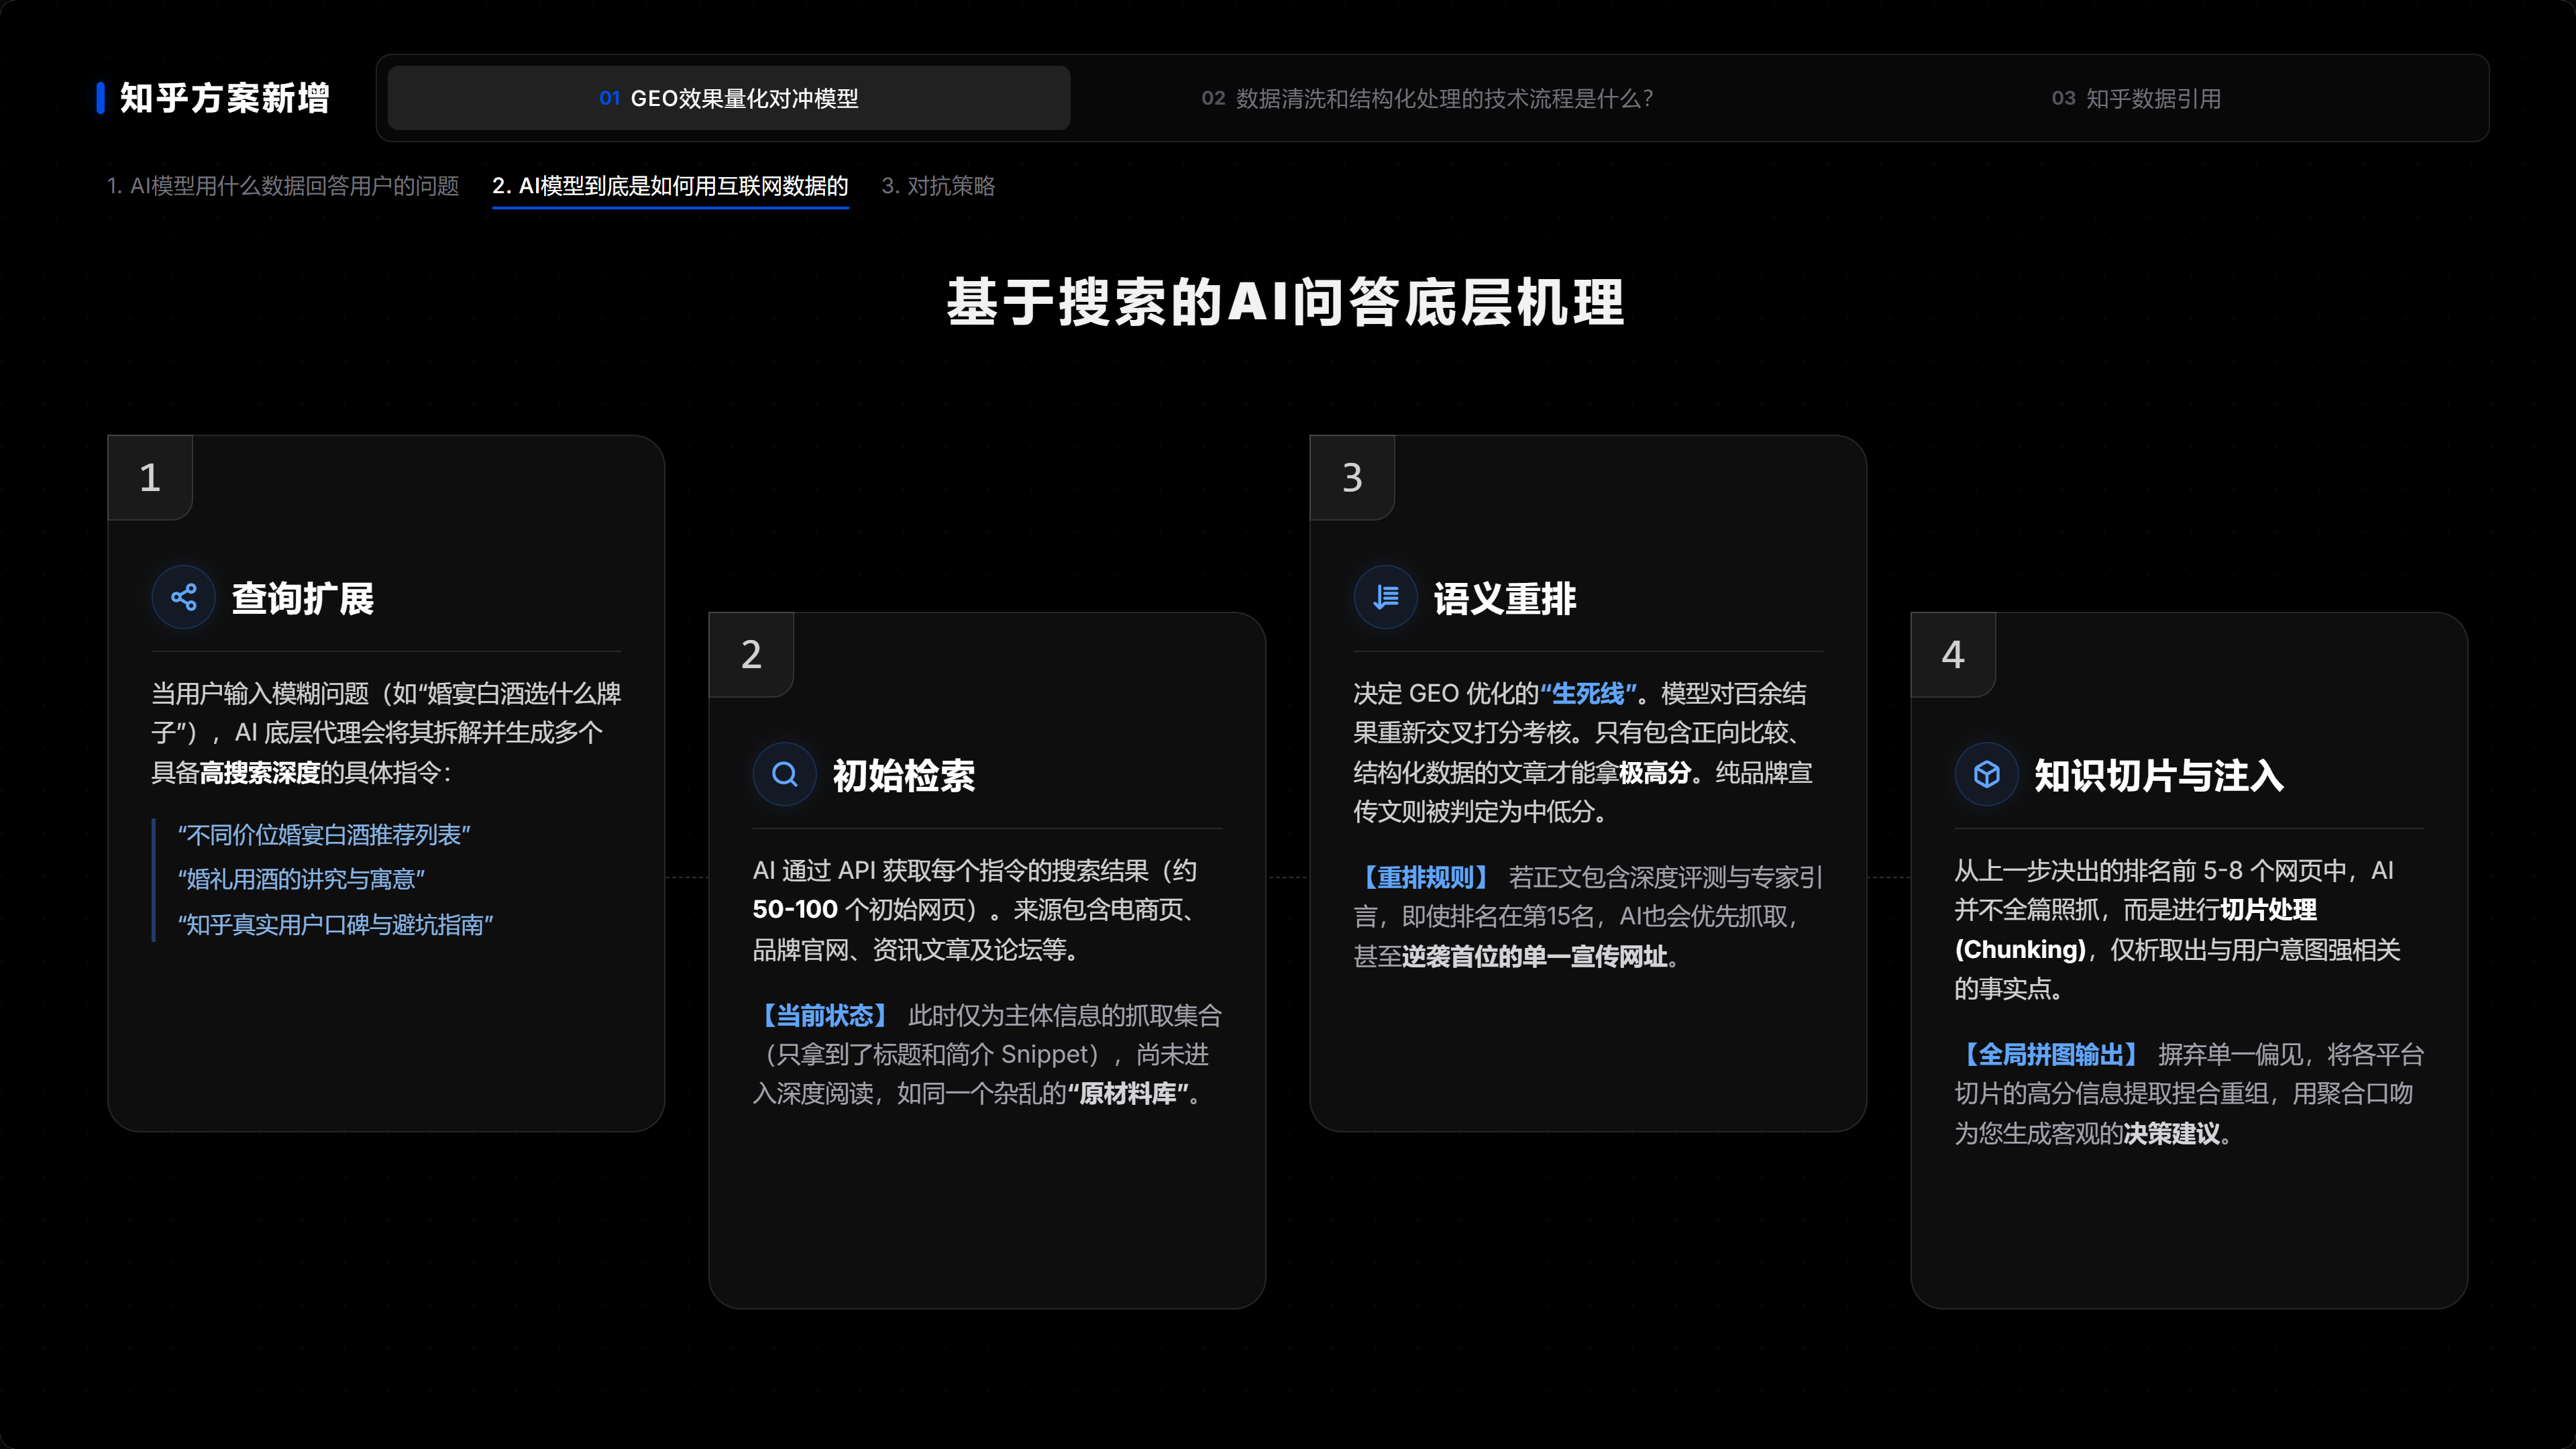 知乎方案新增
01 GEO效果量化对冲模型
02 数据清洗和结构化处理的技术流程是什么？
03 知乎数据引用
1. AI模型用什么数据回答用户的问题
2. AI模型到底是如何用互联网数据的
3. 对抗策略
基于搜索的AI问答底层机理
1
查询扩展
当用户输入模糊问题（如“婚宴白酒选什么牌
子”），AI 底层代理会将其拆解并生成多个
具备高搜索深度的具体指令：
“不同价位婚宴白酒推荐列表”
“婚礼用酒的讲究与寓意”
“知乎真实用户口碑与避坑指南”
2
初始检索
AI 通过 API 获取每个指令的搜索结果（约
50-100 个初始网页）。来源包含电商页、
品牌官网、资讯文章及论坛等。
【当前状态】 此时仅为主体信息的抓取集合
（只拿到了标题和简介 Snippet），尚未进
入深度阅读，如同一个杂乱的“原材料库”。
3
语义重排
决定 GEO 优化的“生死线”。模型对百余结
果重新交叉打分考核。只有包含正向比较、
结构化数据的文章才能拿极高分。纯品牌宣
传文则被判定为中低分。
【重排规则】 若正文包含深度评测与专家引
言，即使排名在第15名，AI也会优先抓取，
甚至逆袭首位的单一宣传网址。
4
知识切片与注入
从上一步决出的排名前 5-8 个网页中，AI
并不全篇照抓，而是进行切片处理
(Chunking)，仅析取出与用户意图强相关
的事实点。
【全局拼图输出】 摒弃单一偏见，将各平台
切片的高分信息提取捏合重组，用聚合口吻
为您生成客观的决策建议。